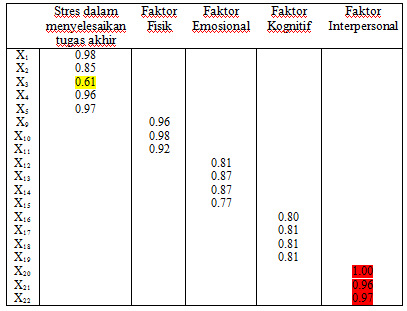 Stres dalam menyelesaikan tugas akhir Faktor Fisik Faktor Emosional Faktor Kognitif Faktor Interpersonal
X₁ 0.98
X₂ 0.85
X₃ 0.61
X₄ 0.96
X₅ 0.97
X₉ 0.96
X₁₀ 0.98
X₁₁ 0.92
X₁₂ 0.81
X₁₃ 0.87
X₁₄ 0.87
X₁₅ 0.77
X₁₆ 0.80
X₁₇ 0.81
X₁₈ 0.81
X₁₉ 0.81
X₂₀ 1.00
X₂₁ 0.96
X₂₂ 0.97